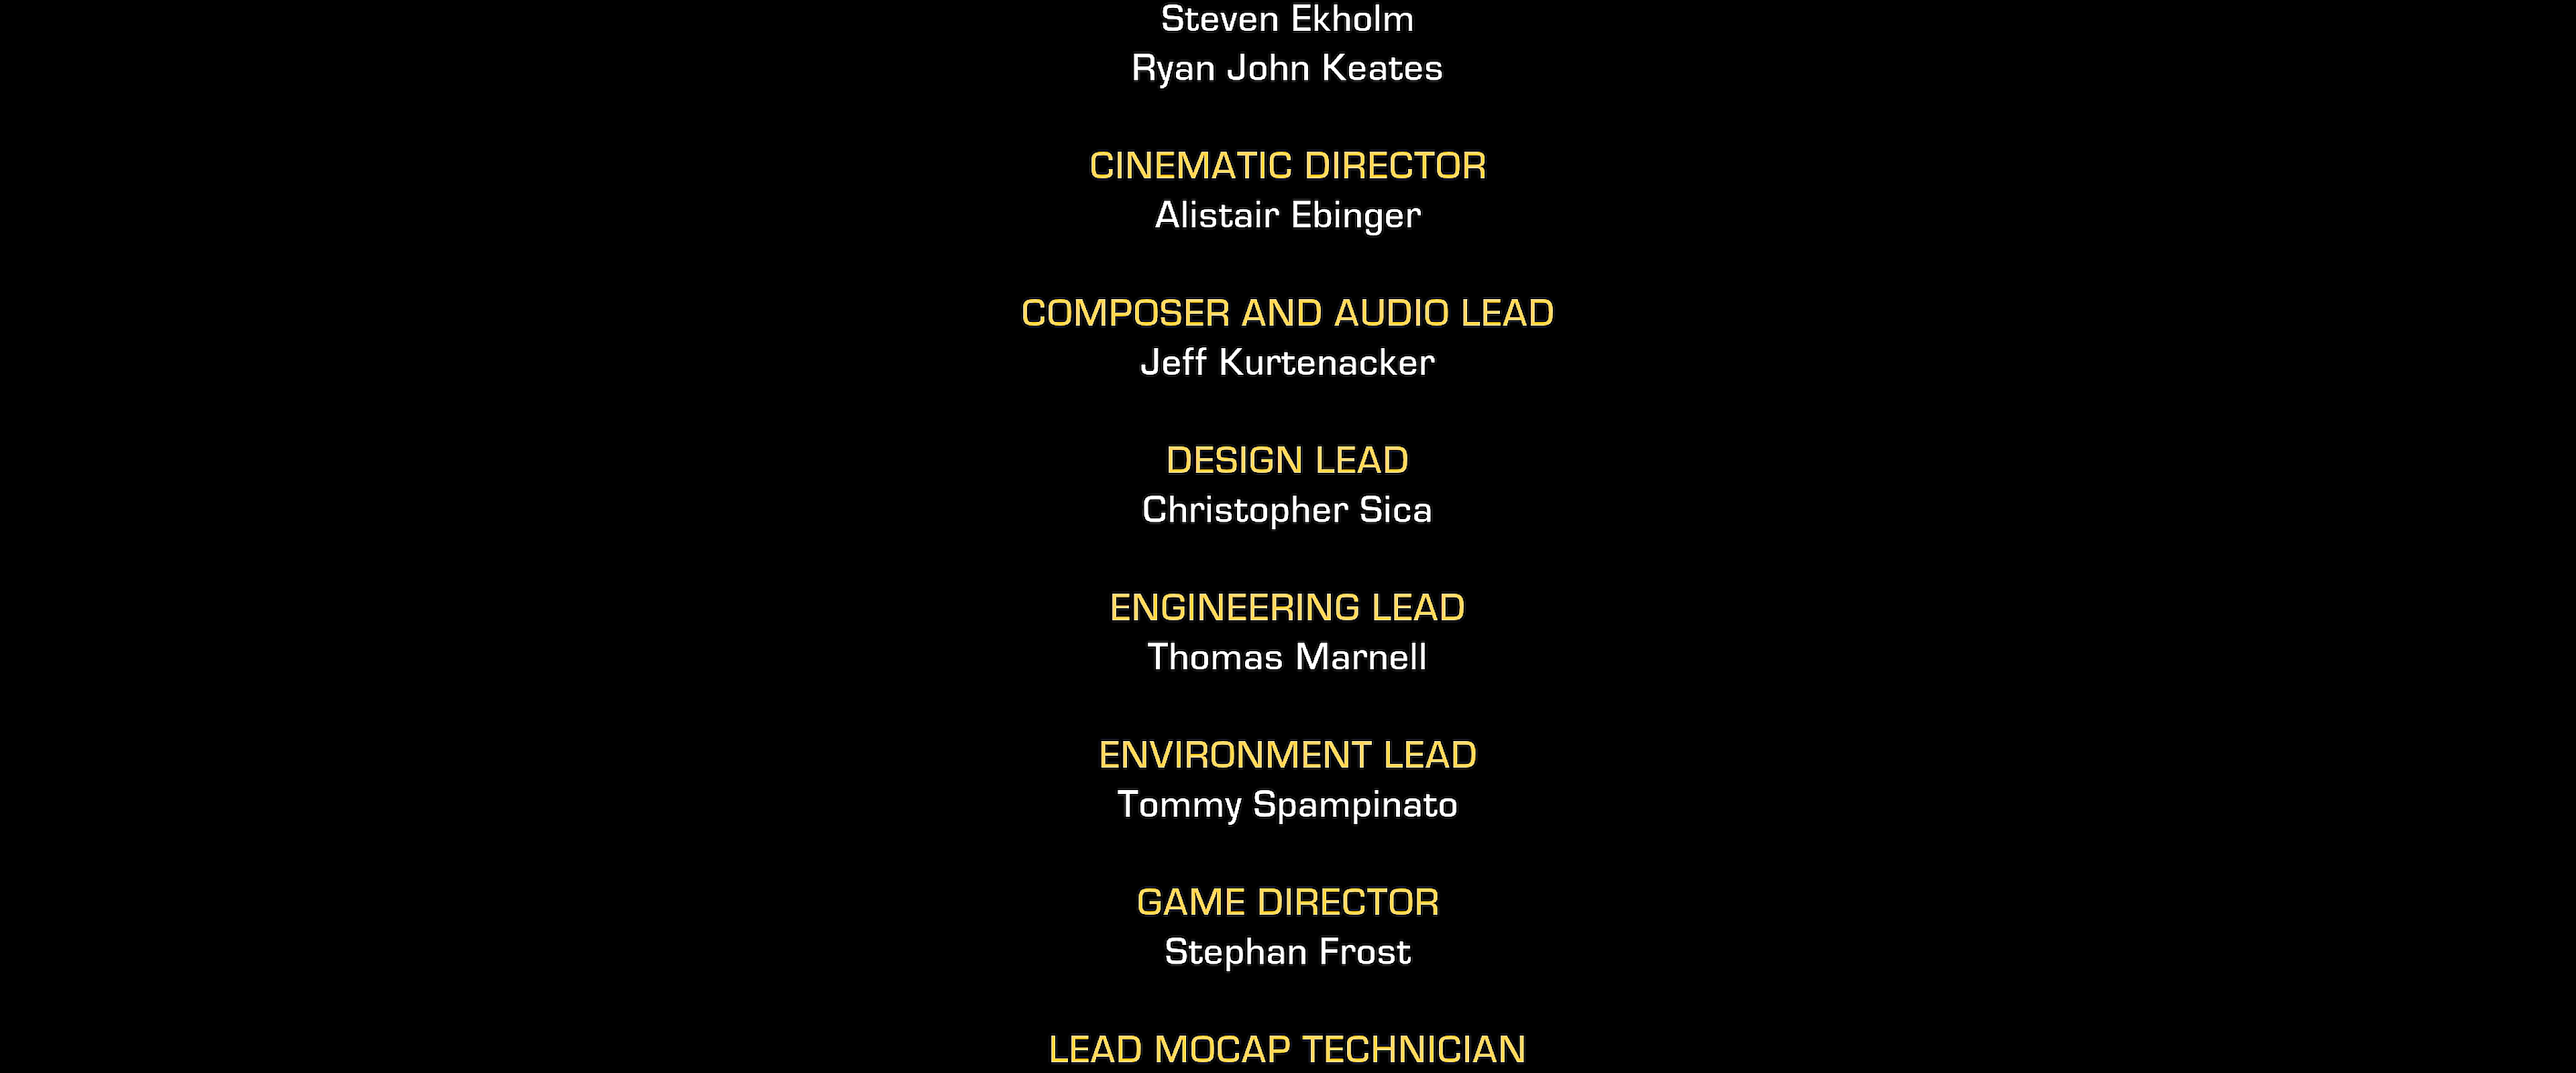 Steven Ekholm
Ryan John Keates
CINEMATIC DIRECTOR
Alistair Ebinger
COMPOSER AND AUDIO LEAD
Jeff Kurtenacker
DESIGN LEAD
Christopher Sica
ENGINEERING LEAD
Thomas Marnell
ENVIRONMENT LEAD
Tommy Spampinato
GAME DIRECTOR
Stephan Frost
LEAD MOCAP TECHNICIAN